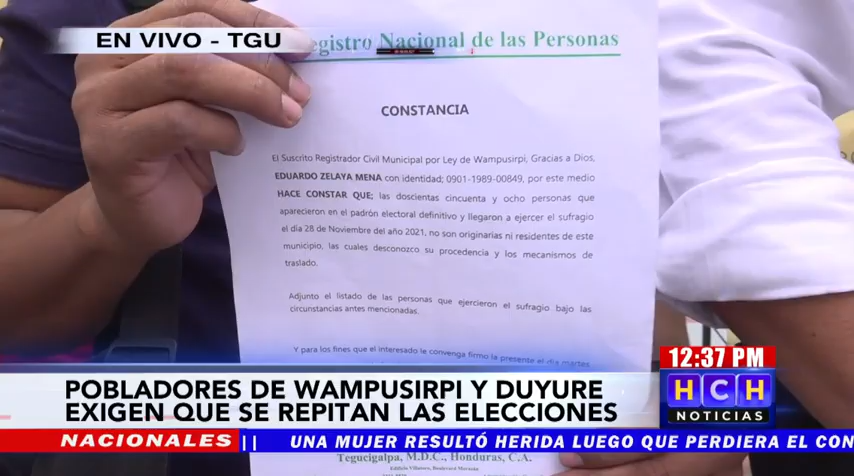 EN VIVO - TGU
egistro Nacional de las Personas
CONSTANCIA
El Suscrito Registrador Civil Municipal por Ley de Wampusirpi, Gracias a Dios,
EDUARDO ZELAYA MENA con identidad; 0901-1989-00849, por este medio
HACE CONSTAR QUE; las doscientas cincuenta y ocho personas que
aparecieron en el padrón electoral definitivo y llegaron a ejercer el sufragio
el día 28 de Noviembre del año 2021, no son originarias ni residentes de este
municipio, las cuales desconozco su procedencia y los mecanismos de
traslado.
Adjunto el listado de las personas que ejercieron el sufragio bajo las
circunstancias antes mencionadas.
Y para los fines que el interesado le convenga firmo la presente el día martes
12:37 PM
POBLADORES DE WAMPUSIRPI Y DUYURE
EXIGEN QUE SE REPITAN LAS ELECCIONES
HCH
NOTICIAS
NACIONALES || UNA MUJER RESULTÓ HERIDA LUEGO QUE PERDIERA EL CON
Tegucigalpa, M.D.C., Honduras, C.A.